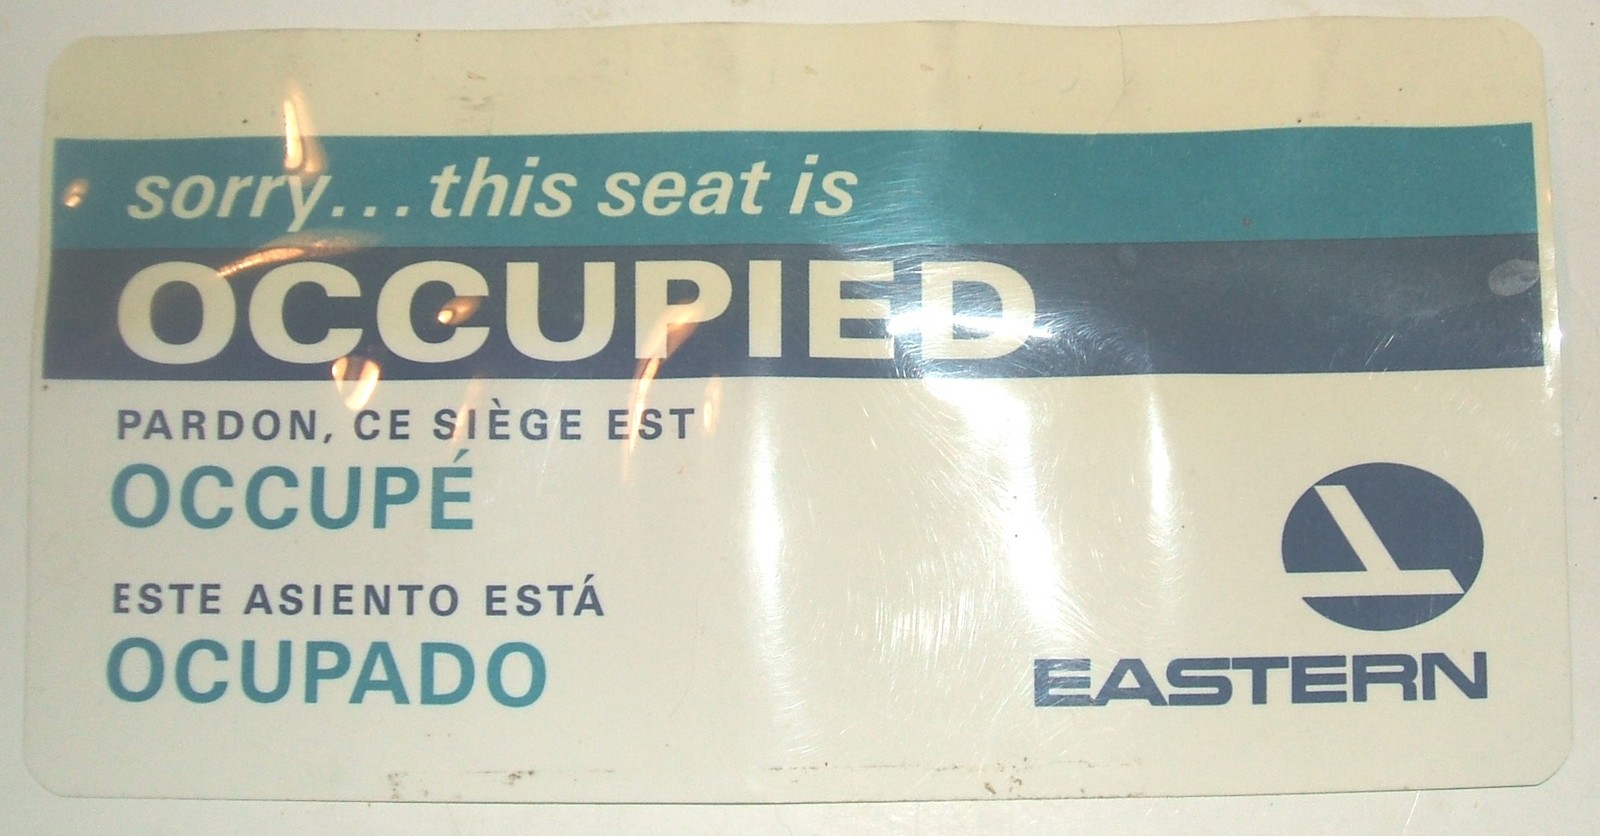 sorry...this seat is
OCCUPIED
PARDON, CE SIÈGE EST
OCCUPÉ
ESTE ASIENTO ESTÁ
OCUPADO
EASTERN